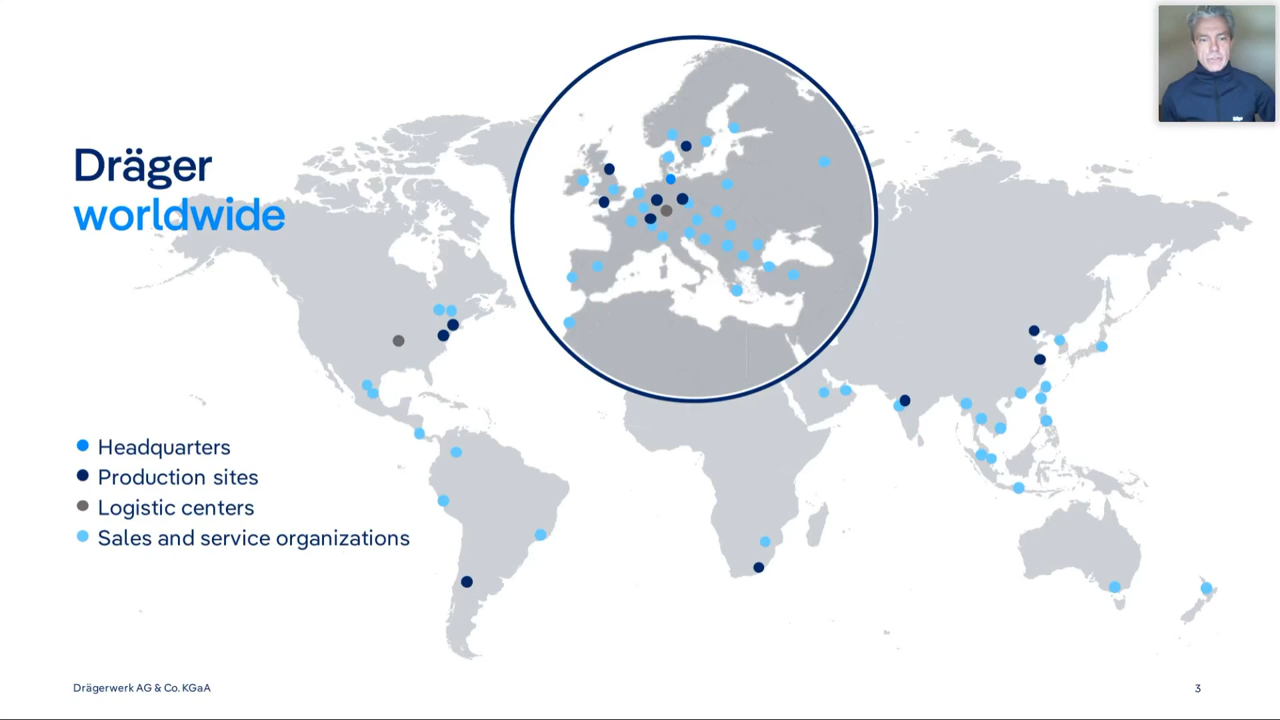 Dräger
worldwide
Headquarters
Production sites
Logistic centers
Sales and service organizations
Drägerwerk AG & Co. KGaA
3